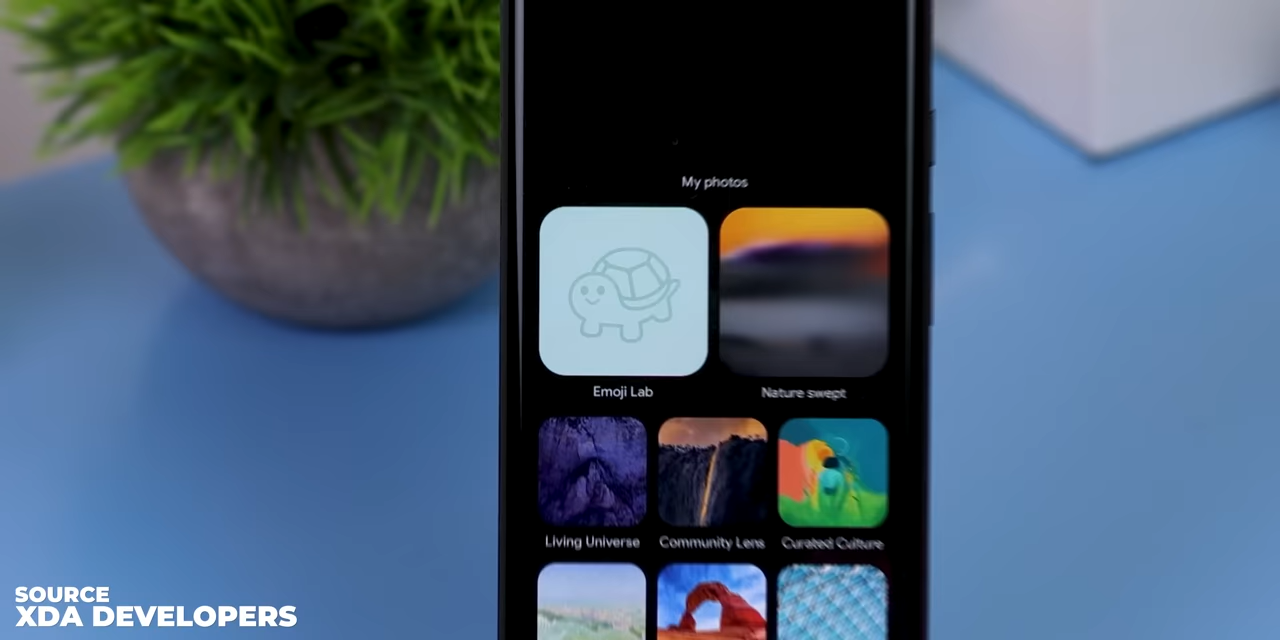 My photos
Emoji Lab
Nature swept
Living Universe
Community Lens
Curated Culture
SOURCE
XDA DEVELOPERS